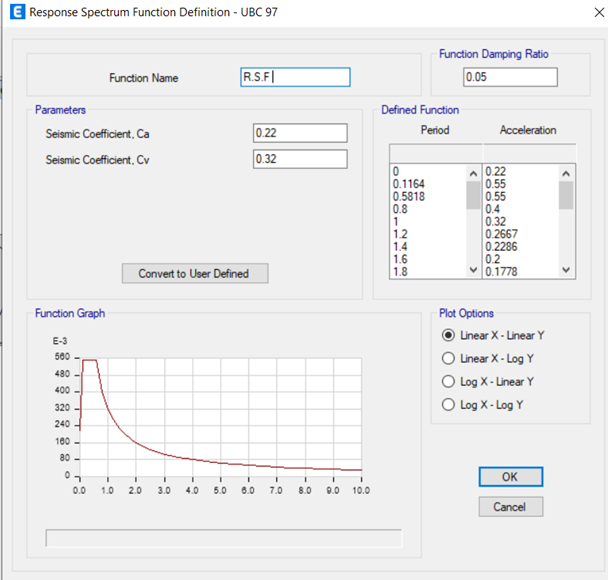 E Response Spectrum Function Definition - UBC 97
Function Name R.S.F
Function Damping Ratio
0.05
Parameters
Seismic Coefficient, Ca 0.22
Seismic Coefficient, Cv 0.32
Convert to User Defined
Defined Function
Period Acceleration
0 0.22
0.1164 0.55
0.5818 0.55
0.8 0.4
1 0.32
1.2 0.2667
1.4 0.2286
1.6 0.2
1.8 0.1778
Function Graph
E-3
560
480
400
320
240
160
80
0
0.0 1.0 2.0 3.0 4.0 5.0 6.0 7.0 8.0 9.0 10.0
Plot Options
Linear X - Linear Y
Linear X - Log Y
Log X - Linear Y
Log X - Log Y
OK
Cancel